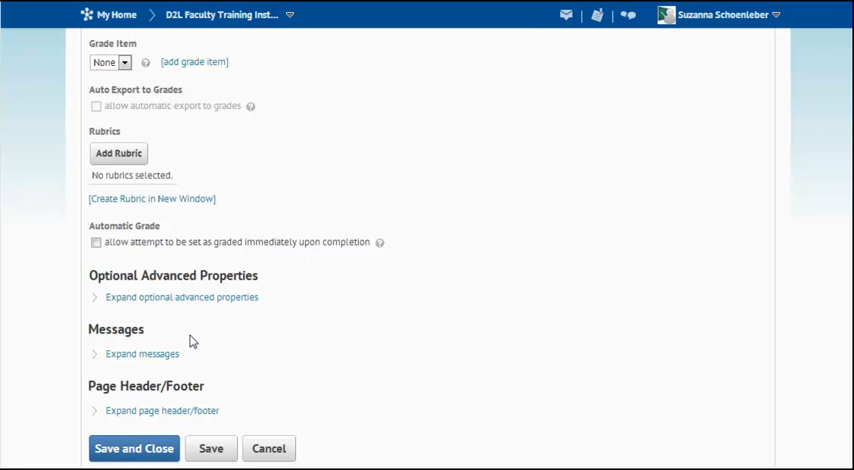 My Home D2L Faculty Training Inst... Suzanna Schoenleber
Grade Item
None ? [add grade item]
Auto Export to Grades
allow automatic export to grades ?
Rubrics
Add Rubric
No rubrics selected.
[Create Rubric in New Window]
Automatic Grade
allow attempt to be set as graded immediately upon completion ?
Optional Advanced Properties
Expand optional advanced properties
Messages
Expand messages
Page Header/Footer
Expand page header/footer
Save and Close Save Cancel